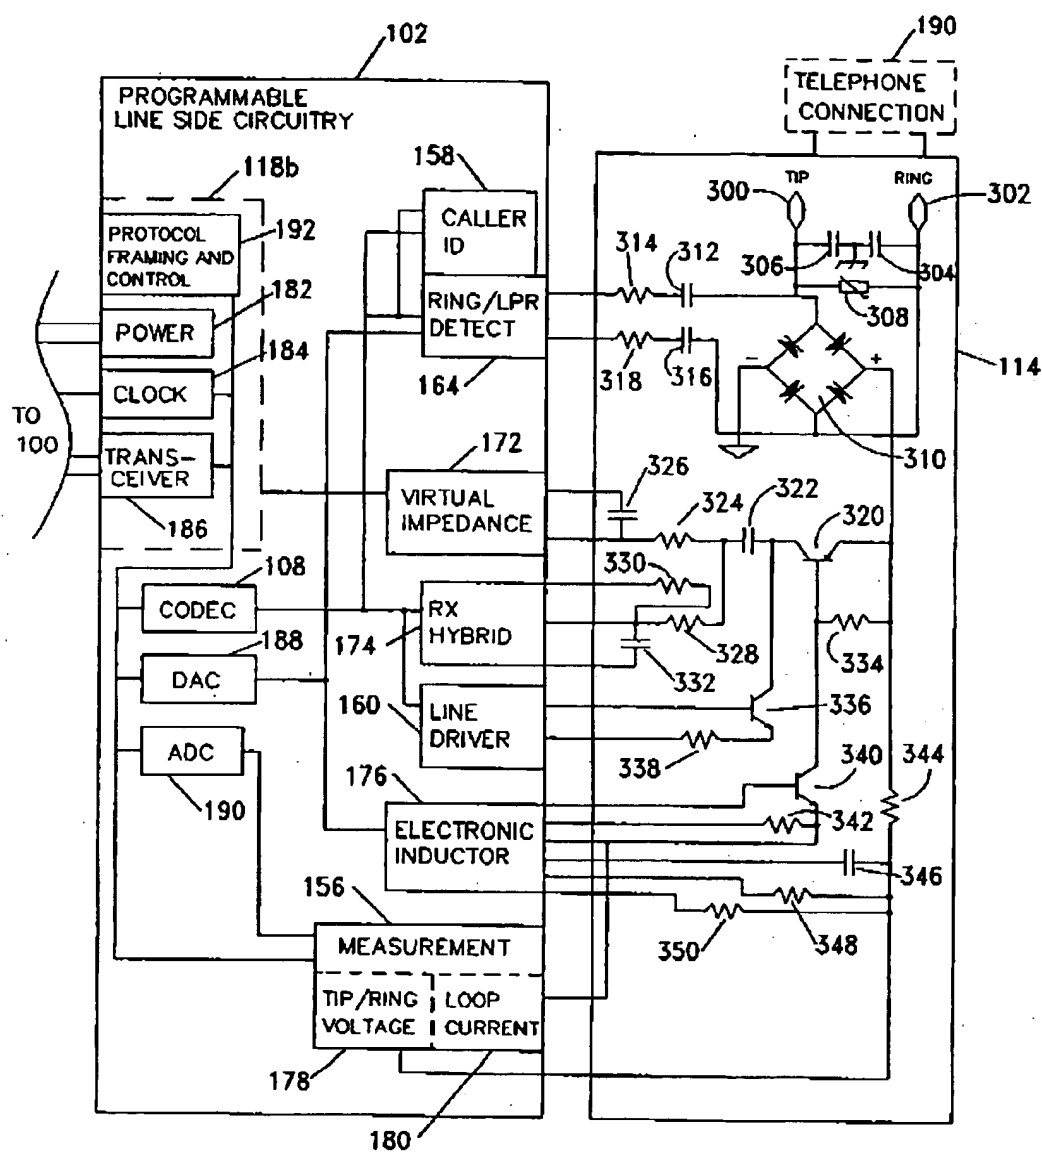 190
102
TELEPHONE
CONNECTION
PROGRAMMABLE
LINE SIDE CIRCUITRY
118b
158
TIP
RING
300
302
CALLER
ID
192
PROTOCOL
FRAMING AND
CONTROL
314
312
306
304
182
RING/LPR
DETECT
308
POWER
184
318
316
-
+
114
164
CLOCK
TO
100
310
TRANS-
CEIVER
172
326
VIRTUAL
IMPEDANCE
324
322
320
186
330
108
CODEC
RX
HYBRID
174
188
328
334
332
DAC
160
LINE
DRIVER
336
ADC
338
340
344
190
176
342
ELECTRONIC
INDUCTOR
346
156
350
348
MEASUREMENT
TIP/RING
VOLTAGE
LOOP
CURRENT
178
180